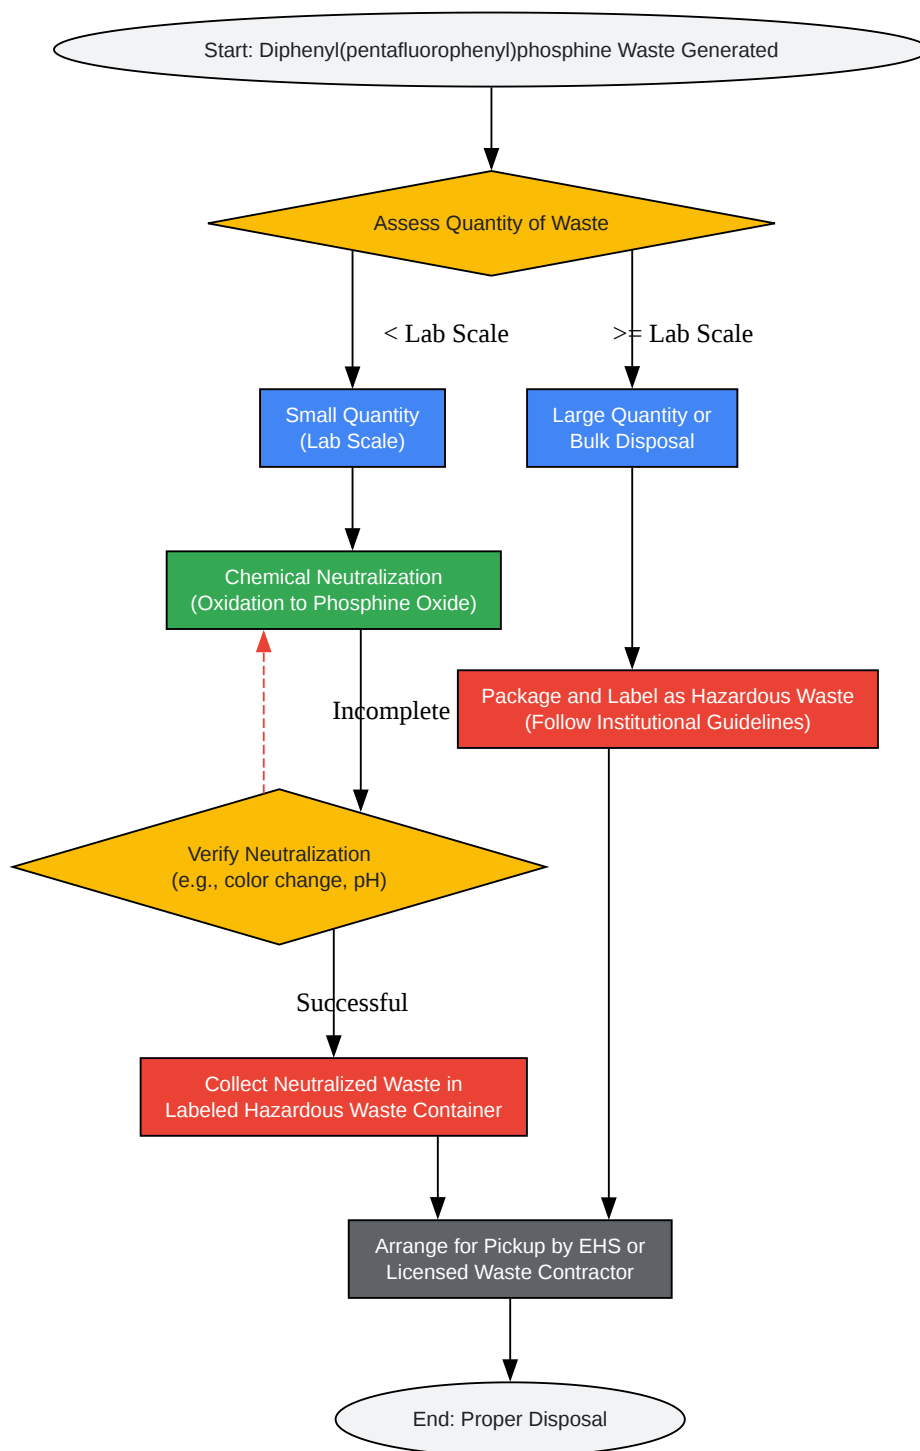 Start: Diphenyl(pentafluorophenyl)phosphine Waste Generated
Assess Quantity of Waste
< Lab Scale
>= Lab Scale
Small Quantity
(Lab Scale)
Large Quantity or
Bulk Disposal
Chemical Neutralization
(Oxidation to Phosphine Oxide)
Package and Label as Hazardous Waste
(Follow Institutional Guidelines)
Incomplete
Verify Neutralization
(e.g., color change, pH)
Successful
Collect Neutralized Waste in
Labeled Hazardous Waste Container
Arrange for Pickup by EHS or
Licensed Waste Contractor
End: Proper Disposal